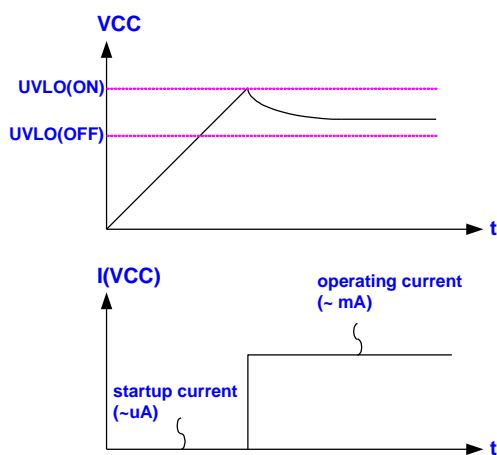 VCC
UVLO(ON)
UVLO(OFF)
t
I(VCC)
operating current
(~ mA)
startup current
(~uA)
t